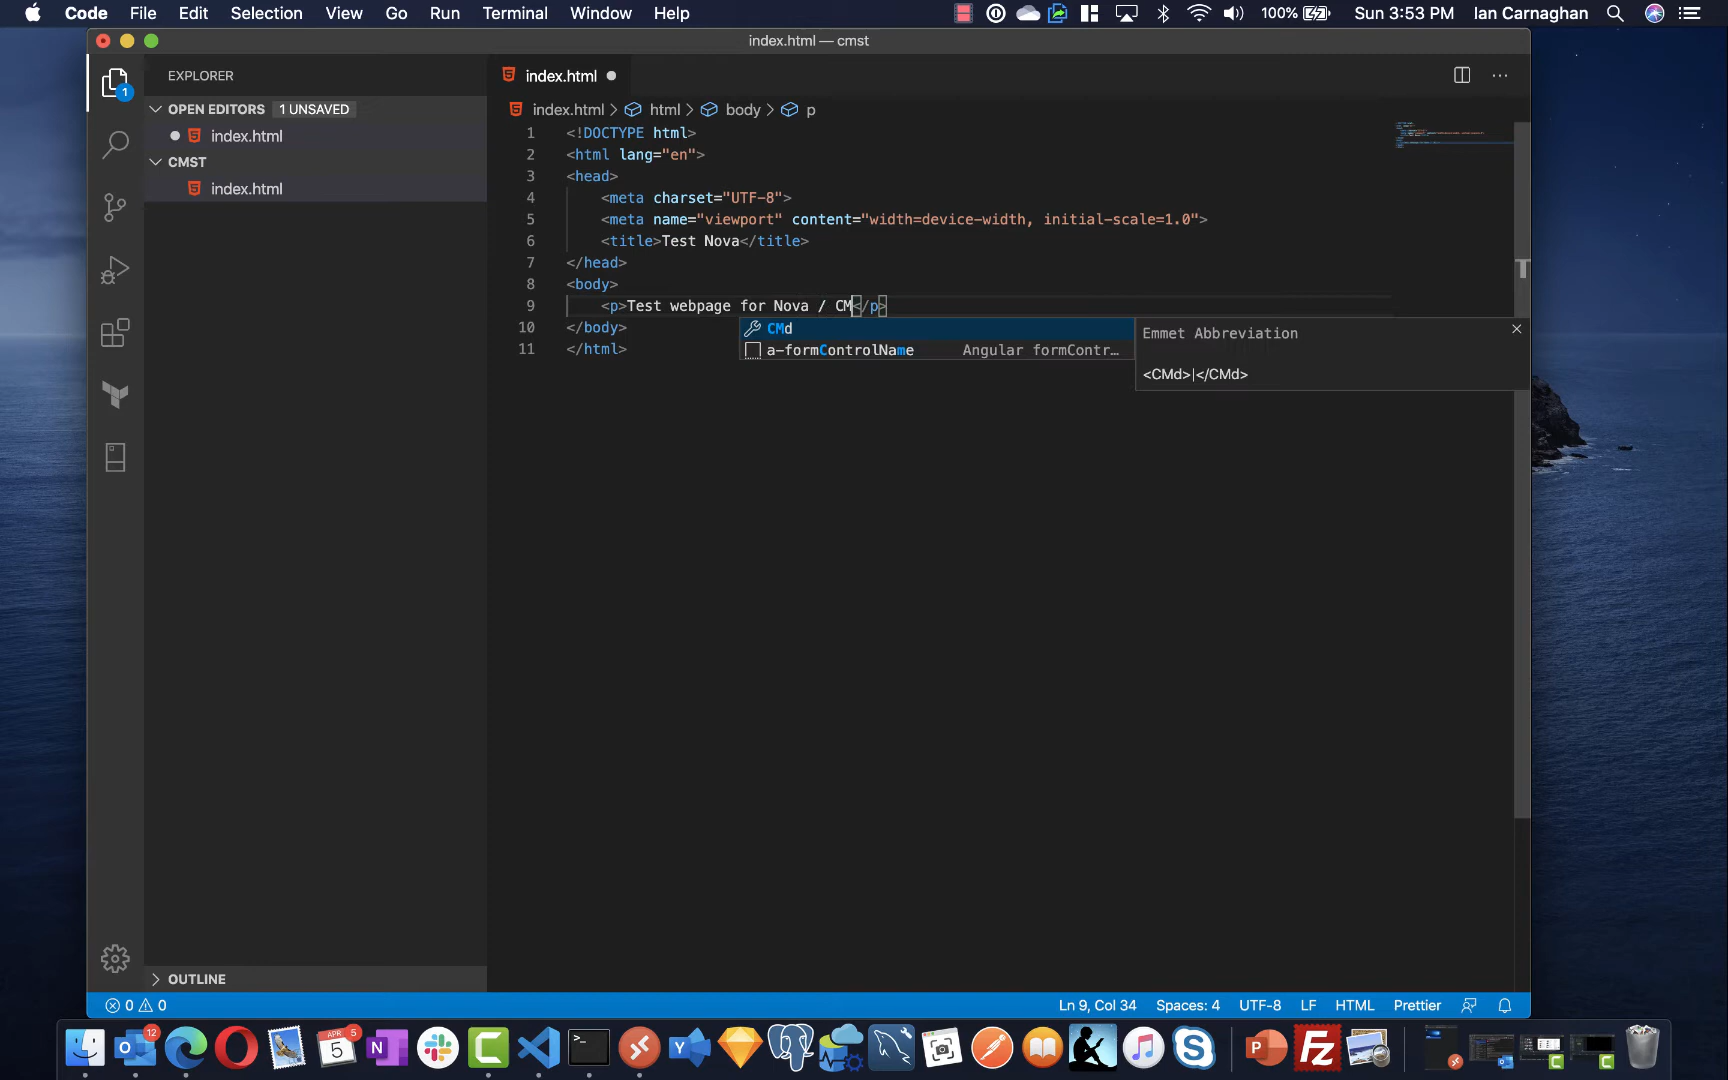 Code File Edit Selection View Go Run Terminal Window Help 100% Sun 3:53 PM Ian Carnaghan
index.html — cmst
EXPLORER
index.html
OPEN EDITORS 1 UNSAVED
index.html
CMST
index.html
OUTLINE
1
index.html > html > body > p
1 <!DOCTYPE html>
2 <html lang="en">
3 <head>
4 <meta charset="UTF-8">
5 <meta name="viewport" content="width=device-width, initial-scale=1.0">
6 <title>Test Nova</title>
7 </head>
8 <body>
9 <p>Test webpage for Nova / CM</p>
10 </body>
11 </html>
CMd
a-formControlName Angular formContr...
Emmet Abbreviation
<CMd>|</CMd>
0 0 Ln 9, Col 34 Spaces: 4 UTF-8 LF HTML Prettier
12
APR 5
5